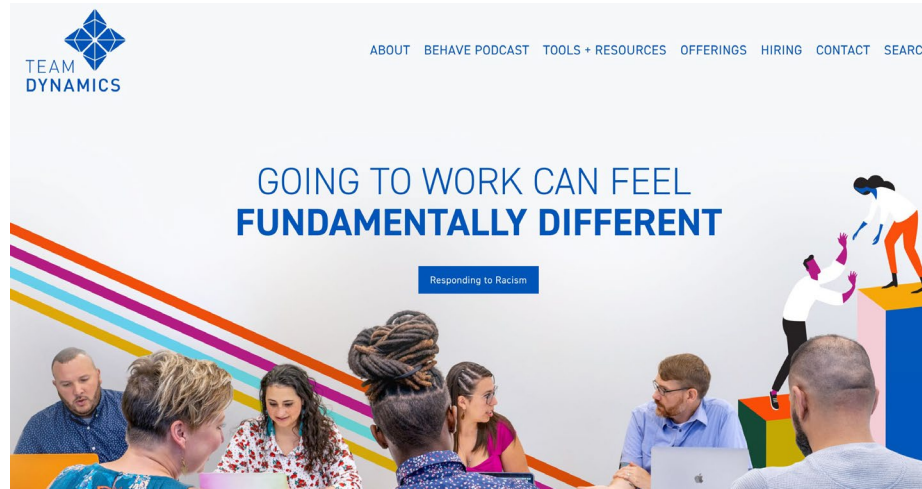 TEAM
DYNAMICS
ABOUT BEHAVE PODCAST TOOLS + RESOURCES OFFERINGS HIRING CONTACT
GOING TO WORK CAN FEEL
FUNDAMENTALLY DIFFERENT
Responding to Racism